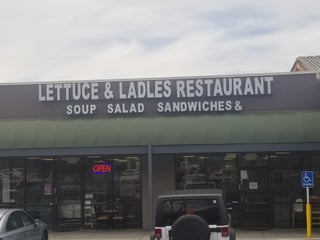 LETTUCE & LADLES RESTAURANT
SOUP SALAD SANDWICHES &
OPEN